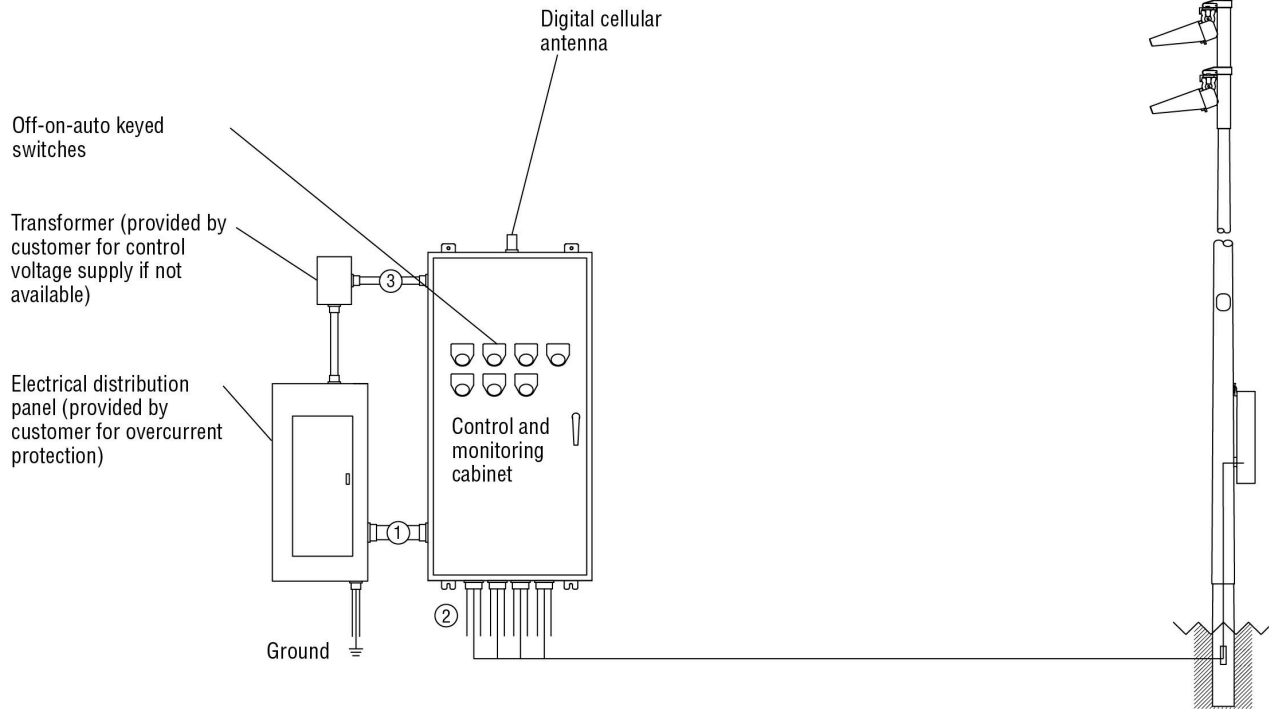 Digital cellular
antenna
Off-on-auto keyed
switches
Transformer (provided by
customer for control
voltage supply if not
available)
3
Electrical distribution
panel (provided by
customer for overcurrent
protection)
Control and
monitoring
cabinet
1
2
Ground